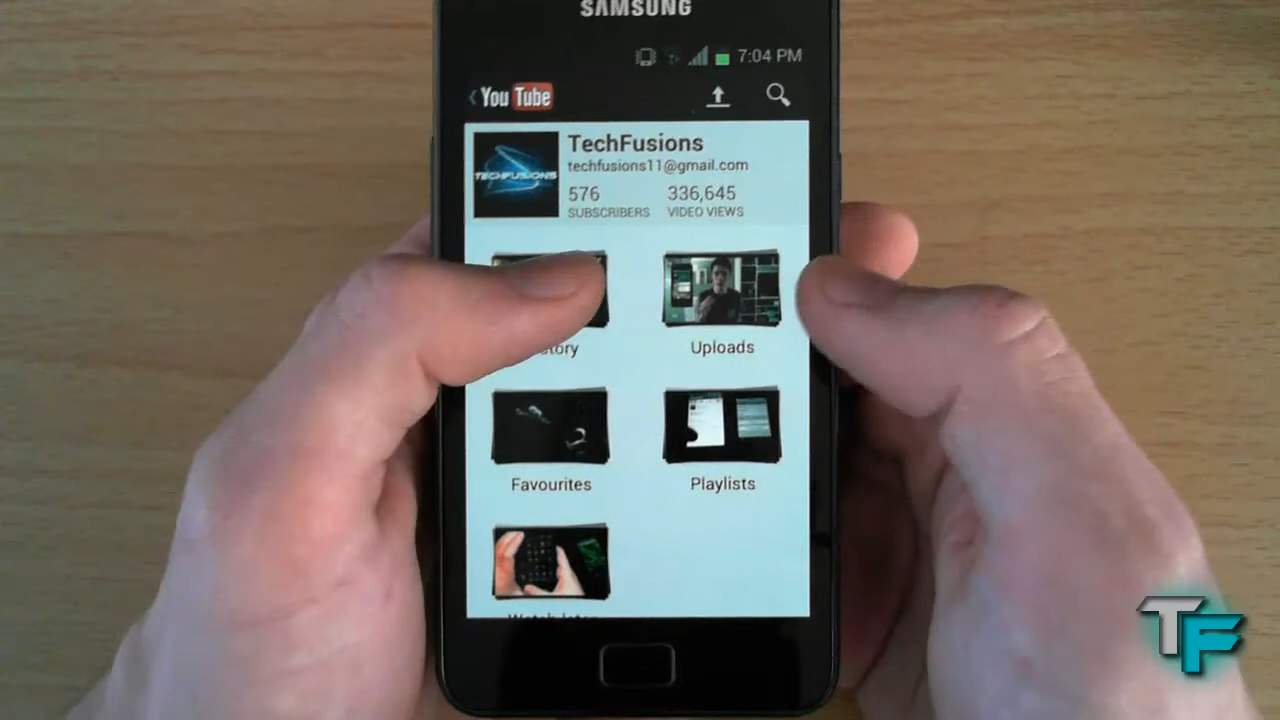 SAMSUNG
7:04 PM
YouTube
TechFusions
techfusions11@gmail.com
576 336,645
SUBSCRIBERS VIDEO VIEWS
TECHFUSIONS
Uploads
Favourites Playlists
TF